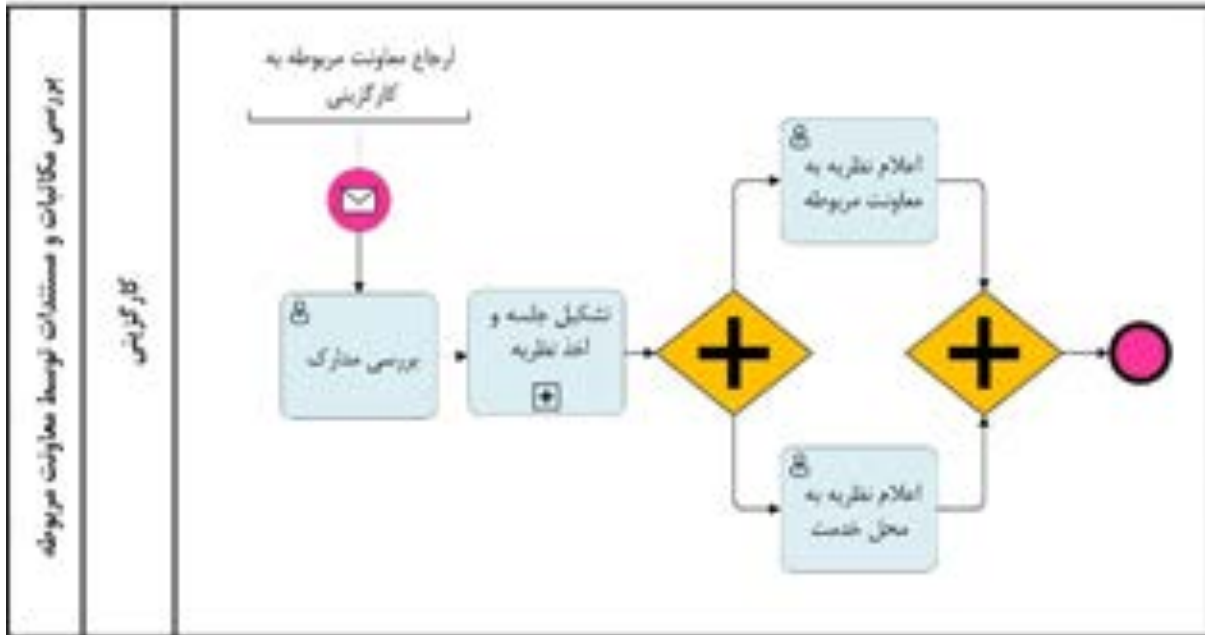 بررسی مکاتبات و مستندات توسط معاونت مربوطه
کارگزینی
ارجاع معاونت مربوطه به
کارگزینی
بررسی مدارک
تشکیل جلسه و
اخذ نظریه
اعلام نظریه به
معاونت مربوطه
اعلام نظریه به
محل خدمت